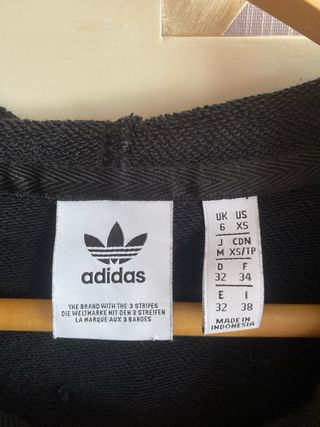 adidas
THE BRAND WITH THE 3 STRIPES
DIE WELTMARKE MIT DEN 3 STREIFEN
LA MARQUE AUX 3 BANDES
UK US
6 XS
J CDN
M XS/TP
D F
32 34
E I
32 38
MADE IN
INDONESIA